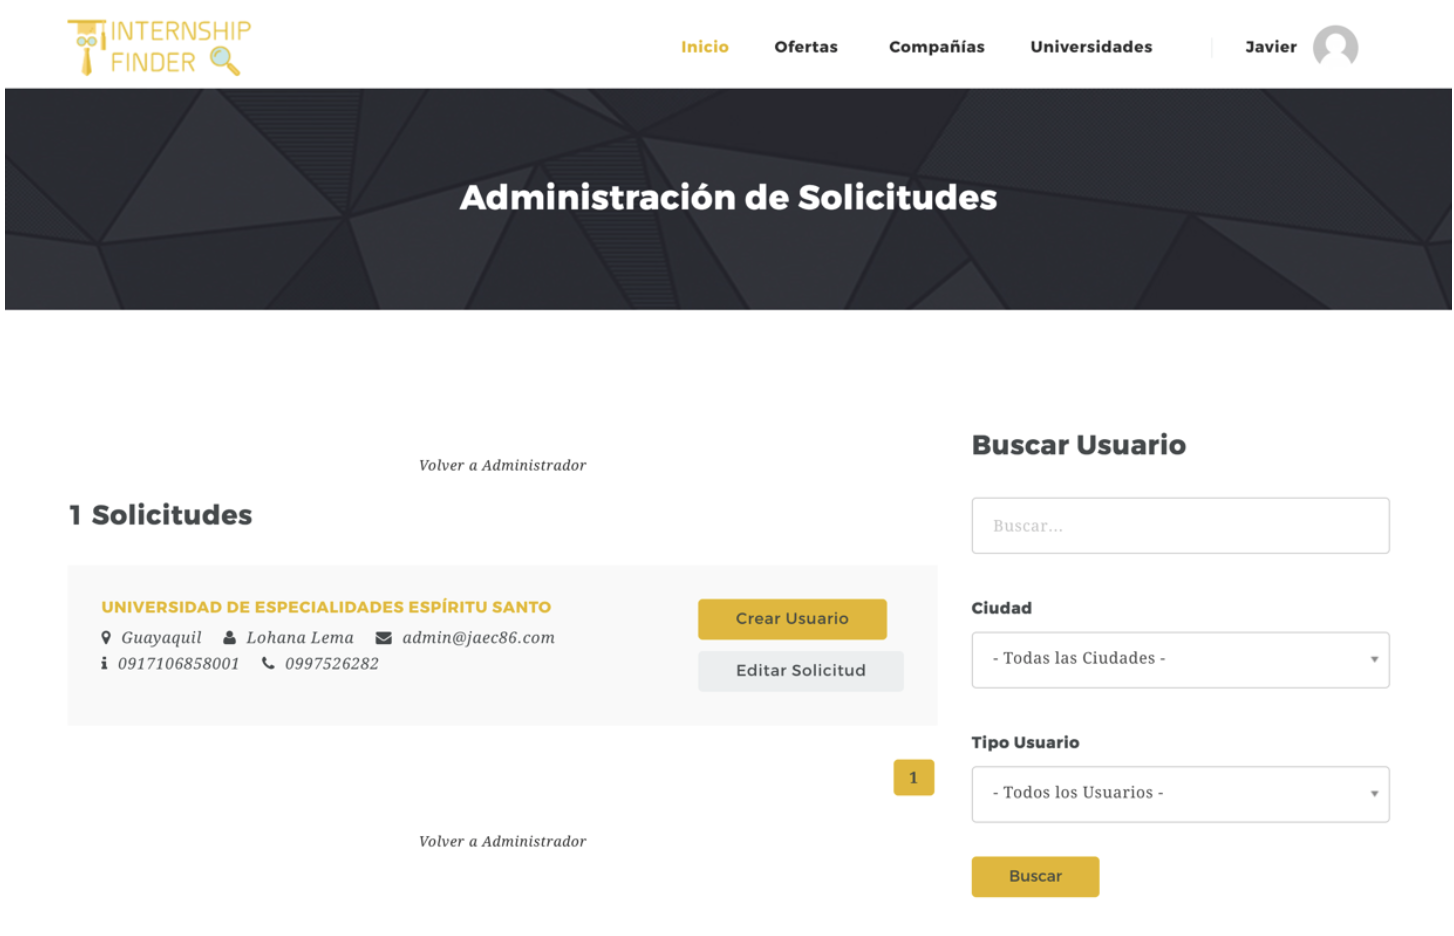 INTERNSHIP
FINDER
Inicio Ofertas Compañías Universidades Javier
Administración de Solicitudes
Volver a Administrador
1 Solicitudes
UNIVERSIDAD DE ESPECIALIDADES ESPÍRITU SANTO
Guayaquil Lohana Lema admin@jaec86.com
0917106858001 0997526282
Crear Usuario
Editar Solicitud
1
Volver a Administrador
Buscar Usuario
Buscar...
Ciudad
- Todas las Ciudades -
Tipo Usuario
- Todos los Usuarios -
Buscar